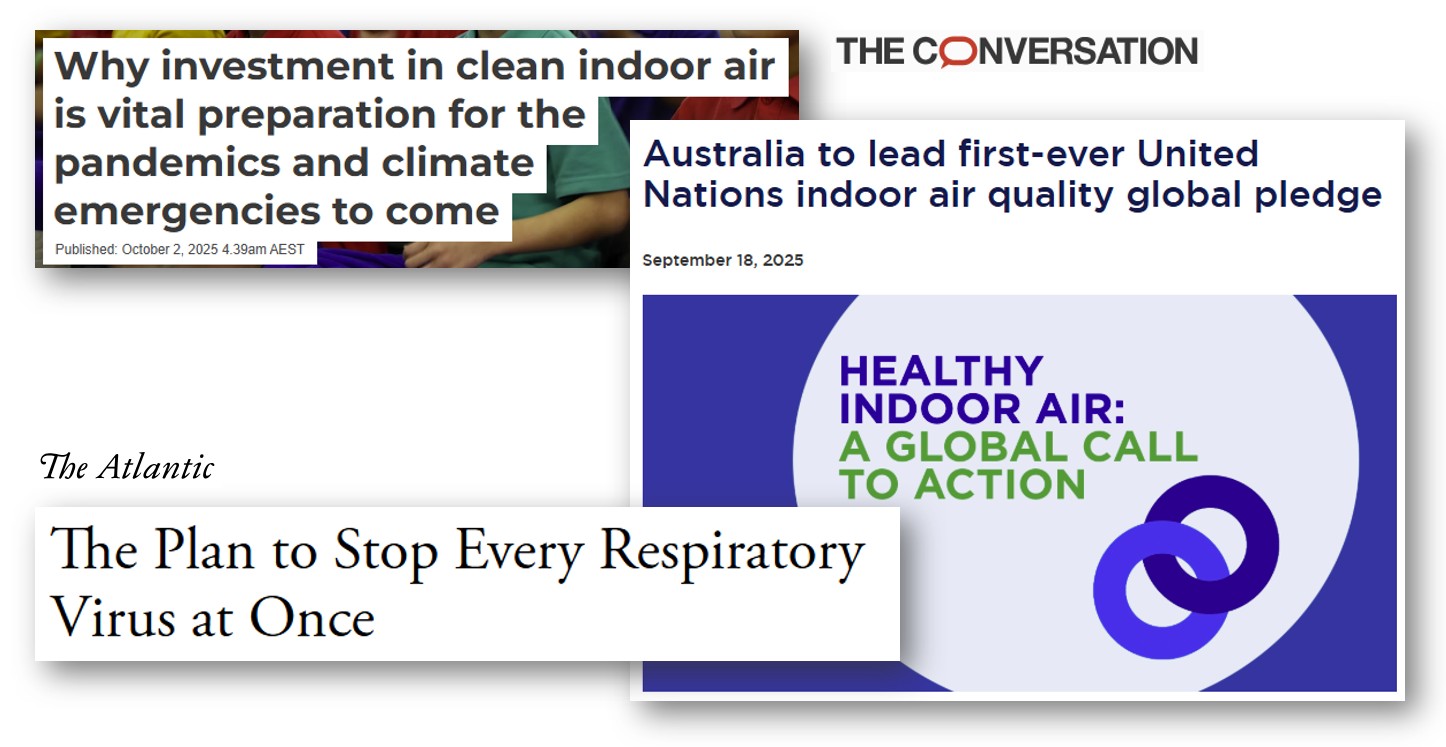 Why investment in clean indoor air
is vital preparation for the
pandemics and climate
emergencies to come
Published: October 2, 2025 4.39am AEST
THE CONVERSATION
Australia to lead first-ever United
Nations indoor air quality global pledge
September 18, 2025
HEALTHY
INDOOR AIR:
A GLOBAL CALL
TO ACTION
The Atlantic
The Plan to Stop Every Respiratory
Virus at Once